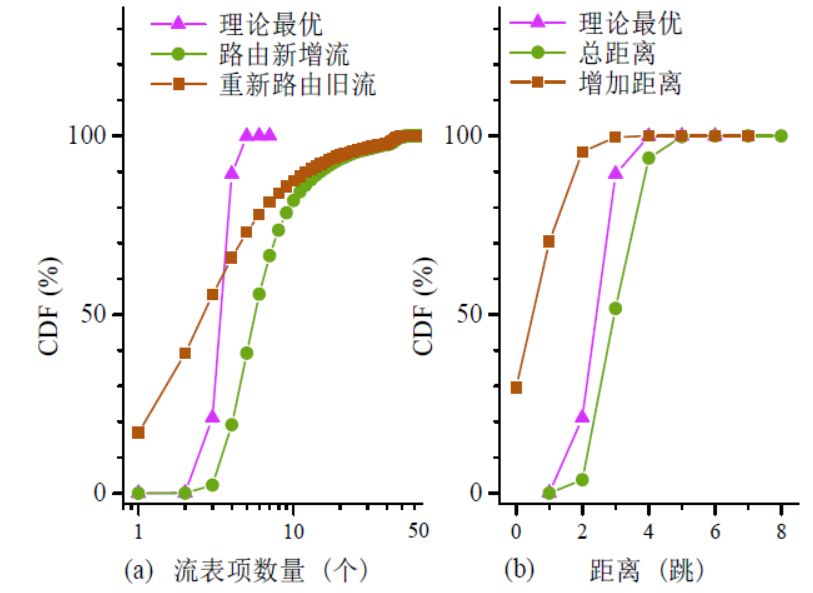 理论最优
路由新增流
重新路由旧流
100
50
0
CDF (%)
1
10
50
(a) 流表项数量（个）
理论最优
总距离
增加距离
100
50
0
CDF (%)
0
2
4
6
8
(b) 距离（跳）